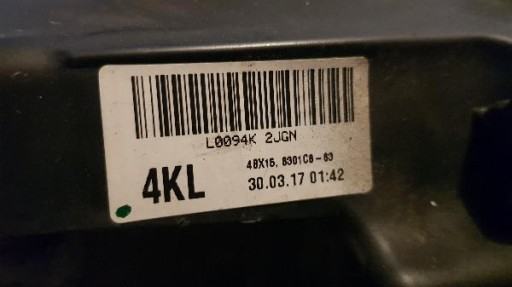 L0094K 2JGN
48X15, 8301C8-63
4KL
30.03.17 01:42